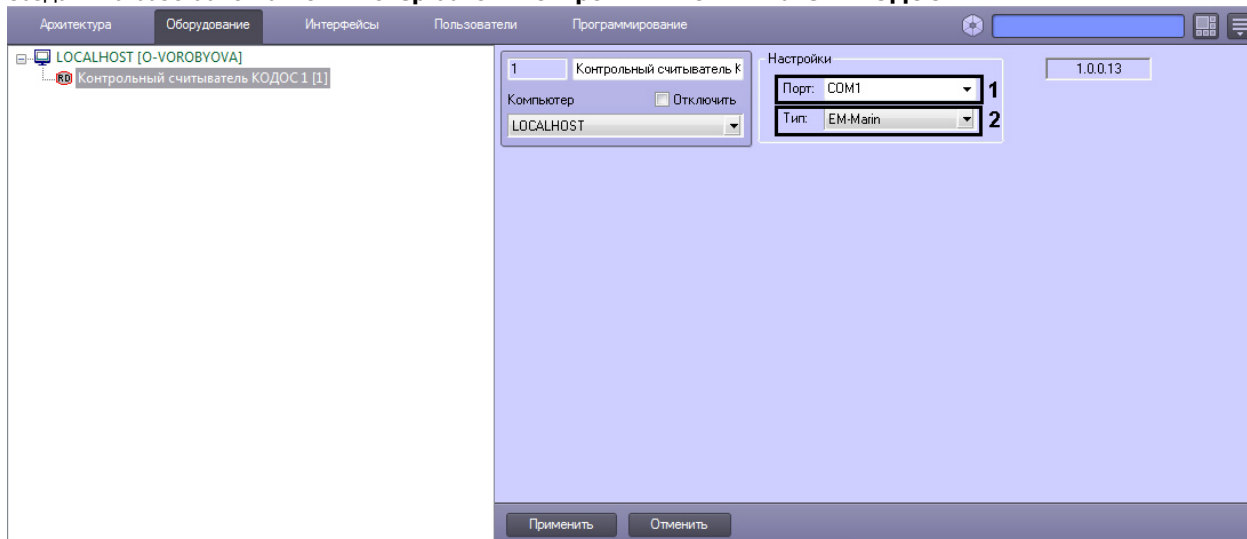 Архитектура Оборудование Интерфейсы Пользователи Программирование
LOCALHOST [O-VOROBYOVA]
RD Контрольный считыватель КОДОС 1 [1]
1 Контрольный считыватель К
Компьютер Отключить
LOCALHOST
Настройки
Порт: COM1 1
Тип: EM-Marin 2
1.0.0.13
Применить Отменить